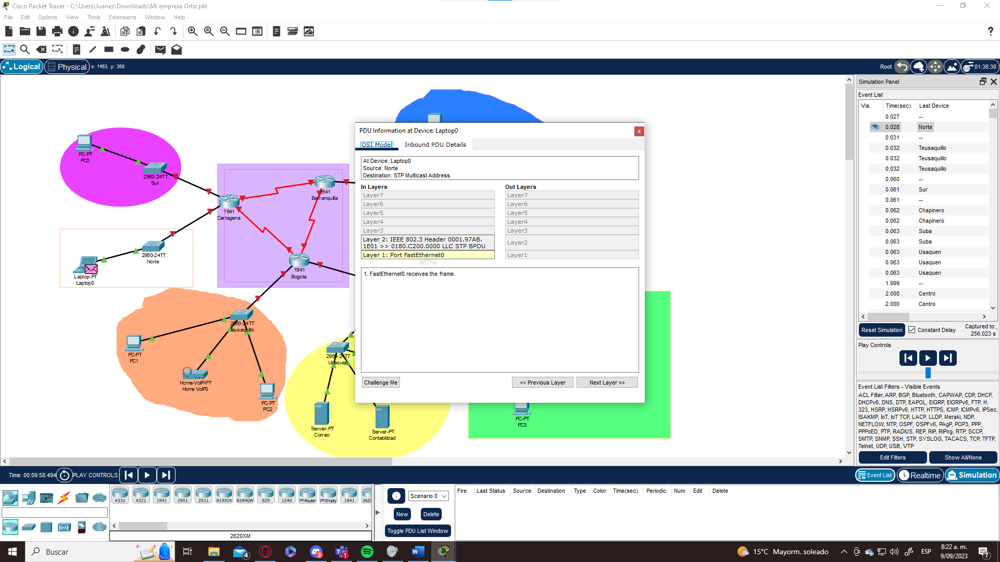 Cisco Packet Tracer - C:\Users\Juanes\Downloads\Mi empresa Ortiz.pkt
File Edit Options View Tools Extensions Window Help
Logical Physical x: 1463, y: 368 Root 01:36:30
PC-PT
PC0
2960-24TT
Sur
1941
Cartegena
1941
Barranquilla
1941
Bogota
2960-24TT
Norte
Laptop-PT
Laptop0
2960-24TT
Teusaquillo
PC-PT
PC1
Home-VoIP-PT
Home VoIP0
PC-PT
PC2
2960-24TT
Usaquen
Server-PT
Correo
Server-PT
Contabilidad
PC-PT
PC3
PDU Information at Device: Laptop0
x
OSI Model Inbound PDU Details
At Device: Laptop0
Source: Norte
Destination: STP Multicast Address
In Layers Out Layers
Layer7 Layer7
Layer6 Layer6
Layer5 Layer5
Layer4 Layer4
Layer3 Layer3
Layer 2: IEEE 802.3 Header 0001.97AB.
1E01 >> 0180.C200.0000 LLC STP BPDU
Layer2
Layer 1: Port FastEthernet0 Layer1
1. FastEthernet0 receives the frame.
Challenge Me << Previous Layer Next Layer >>
Simulation Panel
Event List
Vis. Time(sec) Last Device
0.027 --
0.028 Norte
0.031 --
0.032 Teusaquillo
0.032 Teusaquillo
0.032 Teusaquillo
0.060 --
0.061 Sur
0.061 --
0.062 Chapinero
0.062 Chapinero
0.063 Suba
0.063 Suba
0.063 Usaquen
0.063 Usaquen
0.063 Usaquen
1.999 --
2.000 Centro
2.000 Centro
Reset Simulation Constant Delay Captured to:
256.023 s
Play Controls
Event List Filters - Visible Events
ACL Filter, ARP, BGP, Bluetooth, CAPWAP, CDP, DHCP,
DHCPv6, DNS, DTP, EAPOL, EIGRP, EIGRPv6, FTP, H.
323, HSRP, HSRPv6, HTTP, HTTPS, ICMP, ICMPv6, IPSec,
ISAKMP, IoT, IoT TCP, LACP, LLDP, Meraki, NDP,
NETFLOW, NTP, OSPF, OSPFv6, PAgP, POP3, PPP,
PPPoED, PTP, RADIUS, REP, RIP, RIPng, RTP, SCCP,
SMTP, SNMP, SSH, STP, SYSLOG, TACACS, TCP, TFTP,
Telnet, UDP, USB, VTP
Edit Filters Show All/None
Time: 00:09:58.494 PLAY CONTROLS: Event List Realtime Simulation
4331 4321 1941 2901 2911 819IOX 819HGW 829 1240 PT-Router PT-Empty 1841 2620
2620XM
Scenario 0
New Delete
Toggle PDU List Window
Fire Last Status Source Destination Type Color Time(sec) Periodic Num Edit Delete
Buscar
4 3 1
15°C Mayorm. soleado ESP
8:22 a. m.
9/09/2023
7